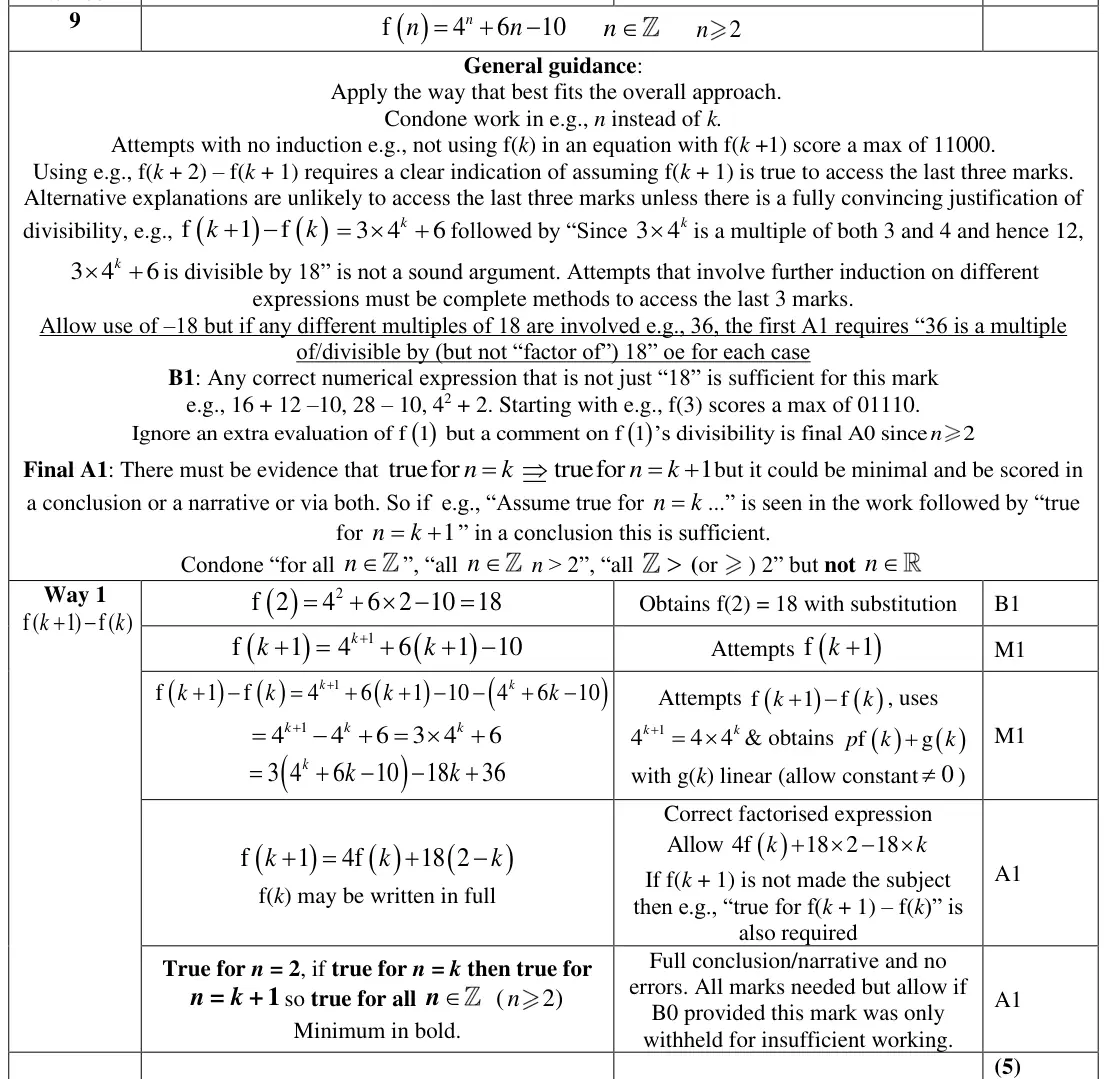 9 f(n) = 4ⁿ + 6n − 10 n ∈ ℤ n ⩾ 2
General guidance:
Apply the way that best fits the overall approach.
Condone work in e.g., n instead of k.
Attempts with no induction e.g., not using f(k) in an equation with f(k +1) score a max of 11000.
Using e.g., f(k + 2) – f(k + 1) requires a clear indication of assuming f(k + 1) is true to access the last three marks.
Alternative explanations are unlikely to access the last three marks unless there is a fully convincing justification of
divisibility, e.g., f(k+1) − f(k) = 3×4ᵏ + 6 followed by “Since 3×4ᵏ is a multiple of both 3 and 4 and hence 12,
3×4ᵏ + 6 is divisible by 18” is not a sound argument. Attempts that involve further induction on different
expressions must be complete methods to access the last 3 marks.
Allow use of –18 but if any different multiples of 18 are involved e.g., 36, the first A1 requires “36 is a multiple
of/divisible by (but not “factor of”) 18” oe for each case
B1: Any correct numerical expression that is not just “18” is sufficient for this mark
e.g., 16 + 12 –10, 28 – 10, 4² + 2. Starting with e.g., f(3) scores a max of 01110.
Ignore an extra evaluation of f(1) but a comment on f(1)’s divisibility is final A0 since n⩾2
Final A1: There must be evidence that true for n = k ⇒ true for n = k +1 but it could be minimal and be scored in
a conclusion or a narrative or via both. So if e.g., “Assume true for n = k ...” is seen in the work followed by “true
for n = k +1” in a conclusion this is sufficient.
Condone “for all n ∈ ℤ”, “all n ∈ ℤ n > 2”, “all ℤ > (or ⩾ ) 2” but not n ∈ ℝ
Way 1
f(k+1)−f(k)
f(2) = 4² + 6×2 −10 = 18
Obtains f(2) = 18 with substitution
B1
f(k+1) = 4ᵏ⁺¹ + 6(k+1) −10
Attempts f(k+1)
M1
f(k+1)−f(k) = 4ᵏ⁺¹ + 6(k+1) −10 −(4ᵏ + 6k −10)
= 4ᵏ⁺¹ − 4ᵏ + 6 = 3×4ᵏ + 6
= 3(4ᵏ + 6k −10) −18k + 36
Attempts f(k+1)−f(k), uses
4ᵏ⁺¹ = 4×4ᵏ & obtains pf(k)+g(k)
with g(k) linear (allow constant ≠ 0 )
M1
f(k+1) = 4f(k) +18(2−k)
f(k) may be written in full
Correct factorised expression
Allow 4f(k)+18×2−18×k
If f(k + 1) is not made the subject
then e.g., “true for f(k + 1) – f(k)” is
also required
A1
True for n = 2, if true for n = k then true for
n = k + 1 so true for all n ∈ ℤ (n⩾2)
Minimum in bold.
Full conclusion/narrative and no
errors. All marks needed but allow if
B0 provided this mark was only
withheld for insufficient working.
A1
(5)